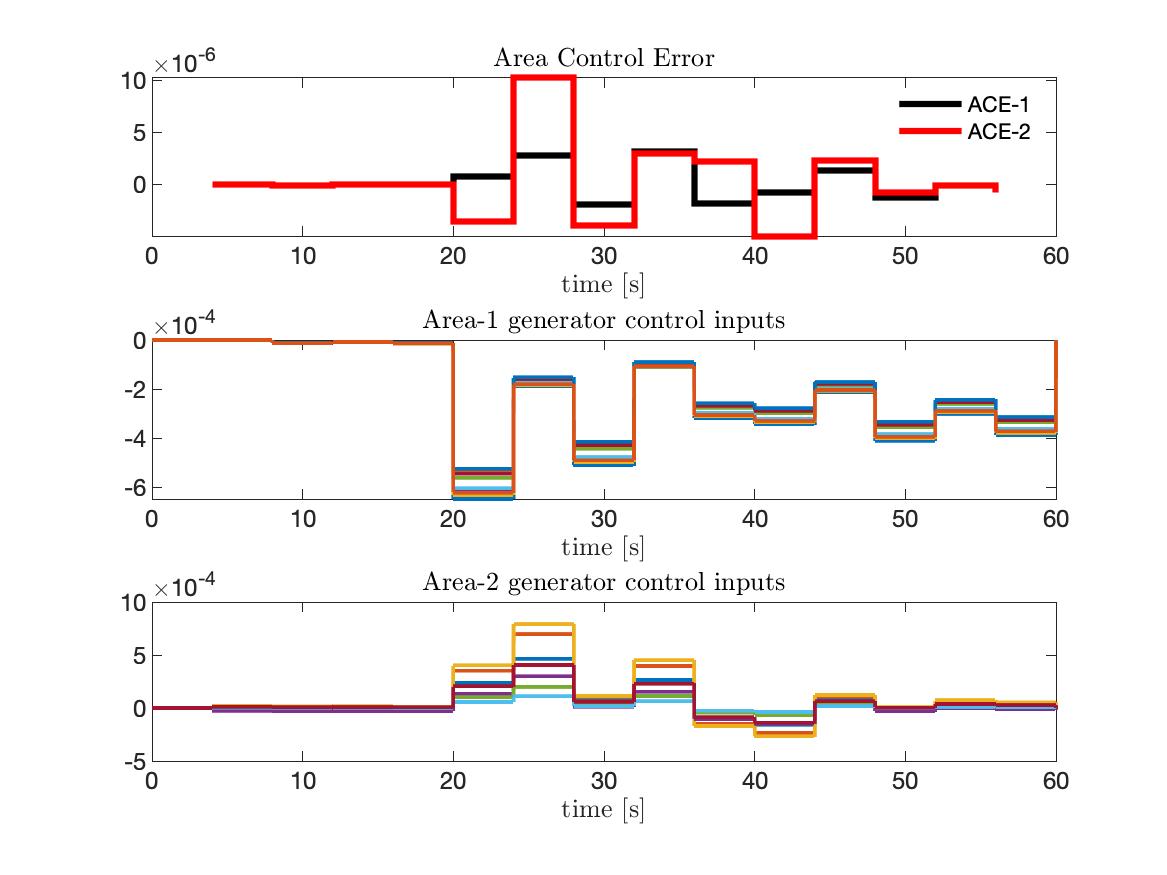 ×10⁻⁶
Area Control Error
10
5
0
ACE-1
ACE-2
0 10 20 30 40 50 60
time [s]
×10⁻⁴
Area-1 generator control inputs
0
-2
-4
-6
0 10 20 30 40 50 60
time [s]
×10⁻⁴
Area-2 generator control inputs
10
5
0
-5
0 10 20 30 40 50 60
time [s]